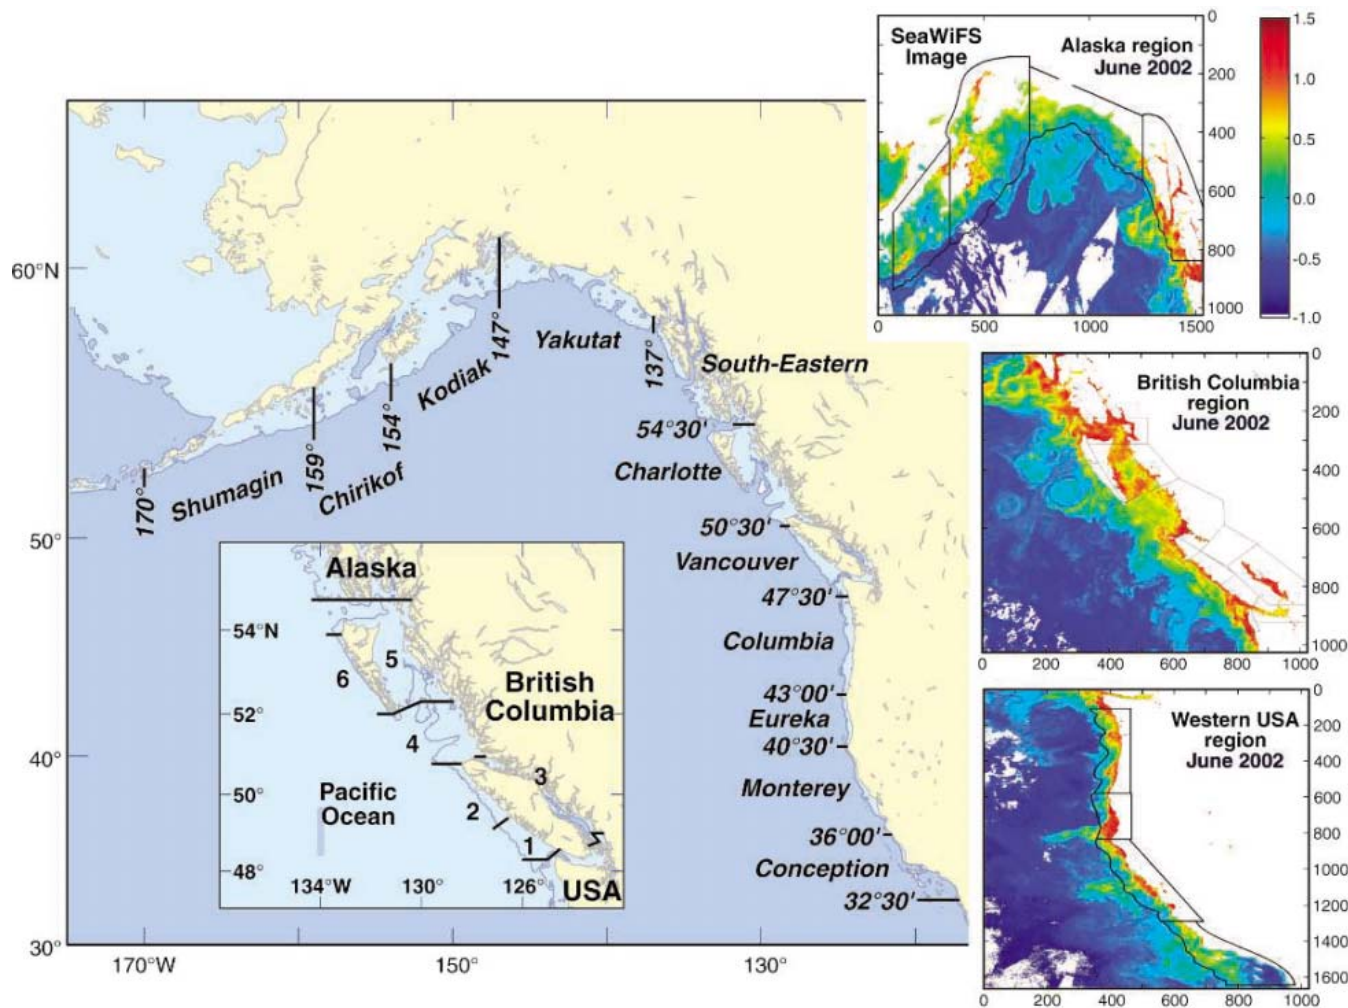 60°N
50°
40°
30°
170°W
150°
130°
170°
Shumagin
159°
Chirikof
154°
Kodiak
147°
Yakutat
137°
South-Eastern
54°30'
Charlotte
50°30'
Vancouver
47°30'
Columbia
43°00'
Eureka
40°30'
Monterey
36°00'
Conception
32°30'
Alaska
54°N
52°
50°
48°
6
5
4
3
2
1
British
Columbia
Pacific
Ocean
134°W
130°
126°
USA
SeaWiFS
Image
Alaska region
June 2002
0
200
400
600
800
1000
0
500
1000
1500
1.5
1.0
0.5
0.0
-0.5
-1.0
British Columbia
region
June 2002
0
200
400
600
800
1000
0
200
400
600
800
1000
Western USA
region
June 2002
0
200
400
600
800
1000
1200
1400
1600
0
200
400
600
800
1000